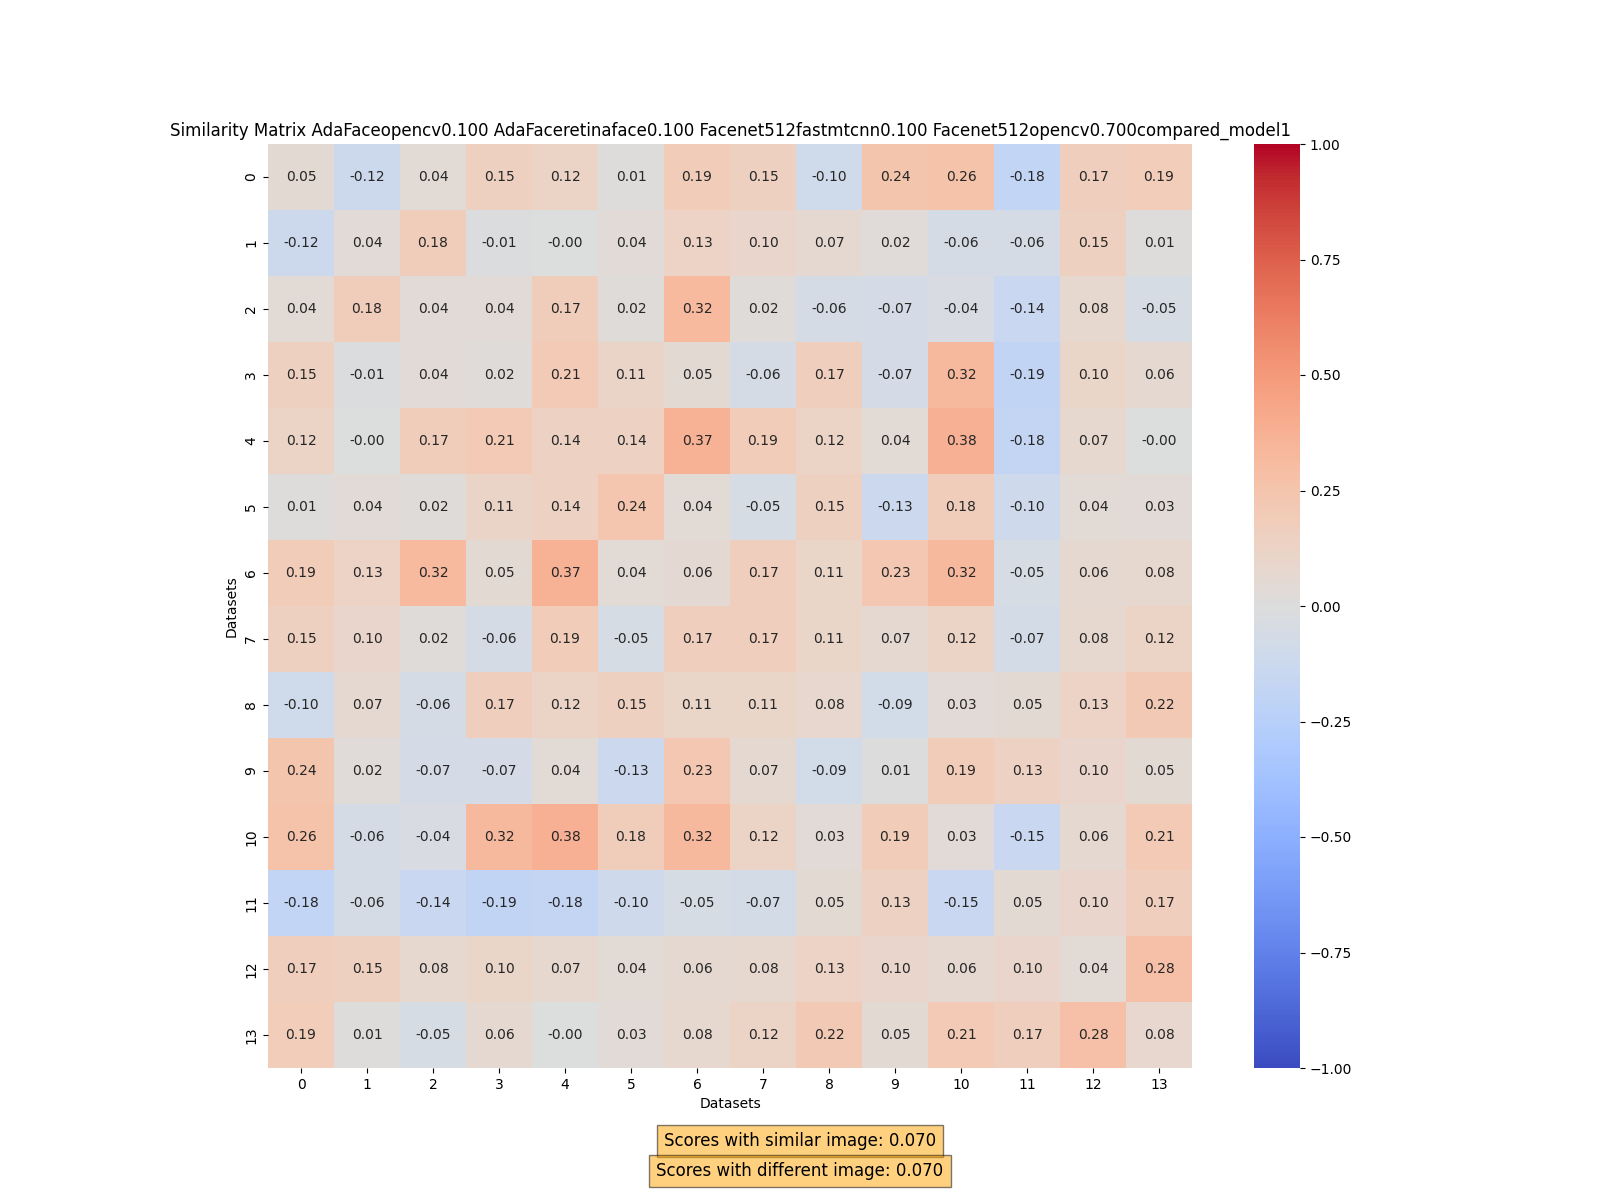 Similarity Matrix AdaFaceopencv0.100 AdaFaceretinaface0.100 Facenet512fastmtcnn0.100 Facenet512opencv0.700compared_model1
0 0.05 -0.12 0.04 0.15 0.12 0.01 0.19 0.15 -0.10 0.24 0.26 -0.18 0.17 0.19
1 -0.12 0.04 0.18 -0.01 -0.00 0.04 0.13 0.10 0.07 0.02 -0.06 -0.06 0.15 0.01
2 0.04 0.18 0.04 0.04 0.17 0.02 0.32 0.02 -0.06 -0.07 -0.04 -0.14 0.08 -0.05
3 0.15 -0.01 0.04 0.02 0.21 0.11 0.05 -0.06 0.17 -0.07 0.32 -0.19 0.10 0.06
4 0.12 -0.00 0.17 0.21 0.14 0.14 0.37 0.19 0.12 0.04 0.38 -0.18 0.07 -0.00
5 0.01 0.04 0.02 0.11 0.14 0.24 0.04 -0.05 0.15 -0.13 0.18 -0.10 0.04 0.03
6 0.19 0.13 0.32 0.05 0.37 0.04 0.06 0.17 0.11 0.23 0.32 -0.05 0.06 0.08
7 0.15 0.10 0.02 -0.06 0.19 -0.05 0.17 0.17 0.11 0.07 0.12 -0.07 0.08 0.12
8 -0.10 0.07 -0.06 0.17 0.12 0.15 0.11 0.11 0.08 -0.09 0.03 0.05 0.13 0.22
9 0.24 0.02 -0.07 -0.07 0.04 -0.13 0.23 0.07 -0.09 0.01 0.19 0.13 0.10 0.05
10 0.26 -0.06 -0.04 0.32 0.38 0.18 0.32 0.12 0.03 0.19 0.03 -0.15 0.06 0.21
11 -0.18 -0.06 -0.14 -0.19 -0.18 -0.10 -0.05 -0.07 0.05 0.13 -0.15 0.05 0.10 0.17
12 0.17 0.15 0.08 0.10 0.07 0.04 0.06 0.08 0.13 0.10 0.06 0.10 0.04 0.28
13 0.19 0.01 -0.05 0.06 -0.00 0.03 0.08 0.12 0.22 0.05 0.21 0.17 0.28 0.08
0 1 2 3 4 5 6 7 8 9 10 11 12 13
Datasets
Datasets
1.00
0.75
0.50
0.25
0.00
−0.25
−0.50
−0.75
−1.00
Scores with similar image: 0.070
Scores with different image: 0.070